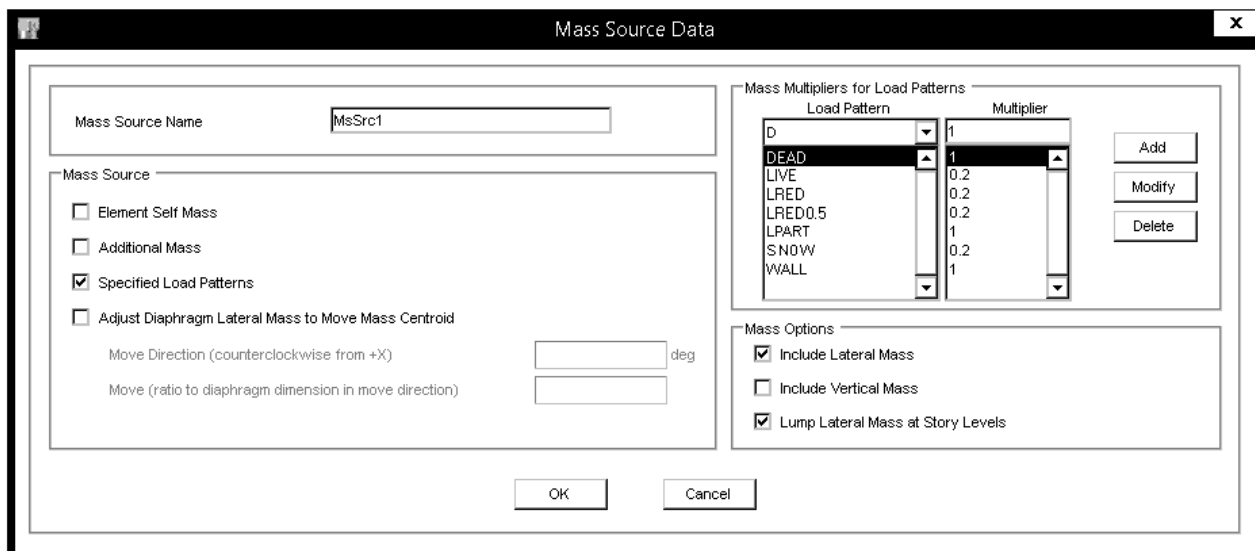 Mass Source Data
X
Mass Source Name
MsSrc1
Mass Source
Element Self Mass
Additional Mass
Specified Load Patterns
Adjust Diaphragm Lateral Mass to Move Mass Centroid
Move Direction (counterclockwise from +X)
deg
Move (ratio to diaphragm dimension in move direction)
Mass Multipliers for Load Patterns
Load Pattern Multiplier
D 1
DEAD 1
LIVE 0.2
LRED 0.2
LRED0.5 0.2
LPART 1
SNOW 0.2
WALL 1
Add
Modify
Delete
Mass Options
Include Lateral Mass
Include Vertical Mass
Lump Lateral Mass at Story Levels
OK
Cancel